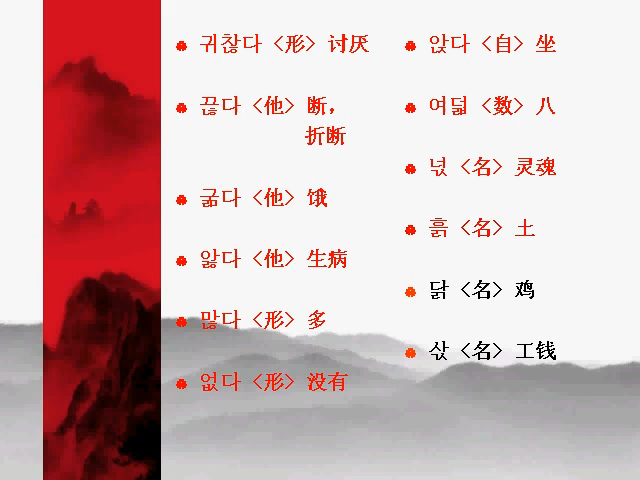 귀찮다 <形> 讨厌
끊다 <他> 断，
折断
굶다 <他> 饿
앓다 <他> 生病
많다 <形> 多
없다 <形> 没有
앉다 <自> 坐
여덟 <数> 八
넋 <名> 灵魂
흙 <名> 土
닭 <名> 鸡
삯 <名> 工钱